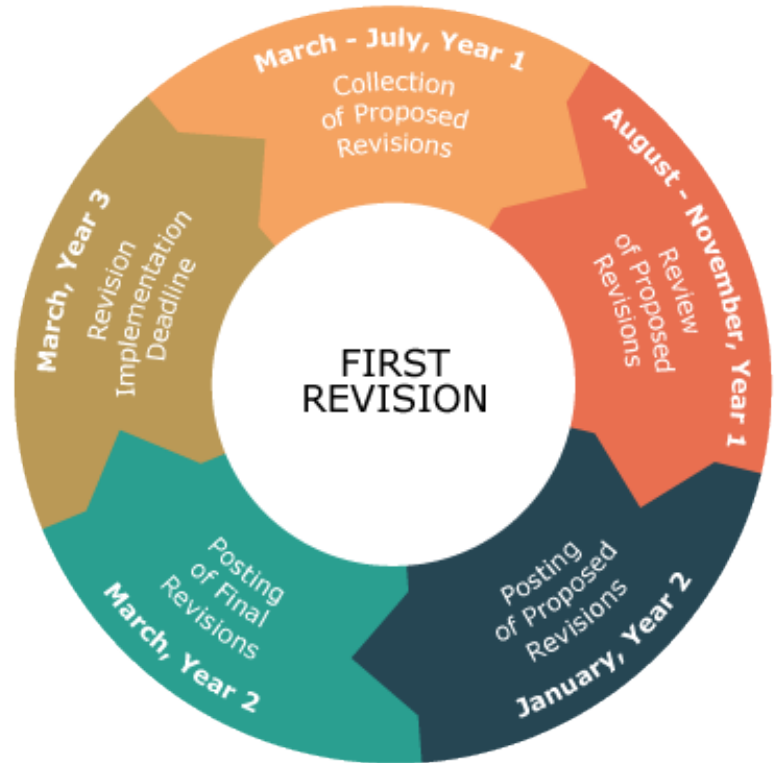 March - July, Year 1
Collection
of Proposed
Revisions
August - November, Year 1
Review
of Proposed
Revisions
January, Year 2
Posting
of Proposed
Revisions
March, Year 2
Posting
of Final
Revisions
March, Year 3
Revision
Implementation
Deadline
FIRST
REVISION